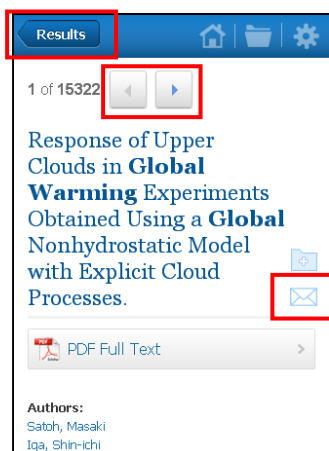 Results
1 of 15322
Response of Upper
Clouds in Global
Warming Experiments
Obtained Using a Global
Nonhydrostatic Model
with Explicit Cloud
Processes.
PDF Full Text
Authors:
Satoh, Masaki
Iga, Shin-ichi